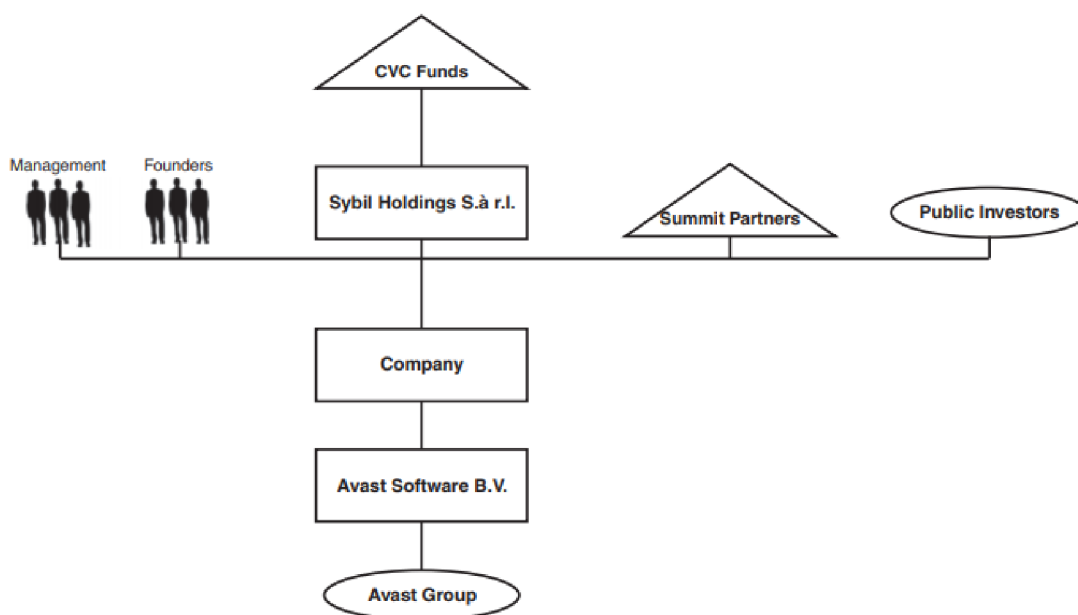 CVC Funds
Management
Founders
Sybil Holdings S.à r.l.
Summit Partners
Public Investors
Company
Avast Software B.V.
Avast Group